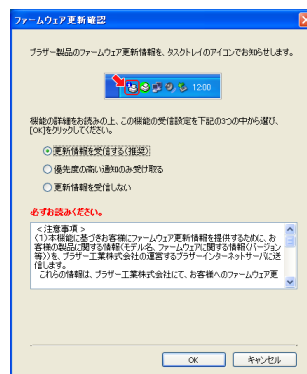 ファームウェア更新確認
ブラザー製品のファームウェア更新情報を、タスクトレイのアイコンでお知らせします。
12:00
機能の詳細をお読みの上、この機能の受信設定を下記の3つの中から選び、
[OK]をクリックしてください。
更新情報を受信する(推奨)
優先度の高い通知のみ受け取る
更新情報を受信しない
必ずお読みください。
<注意事項>
(1)本機能に基づきお客様にファームウェア更新情報を提供するために、お
客様の製品に関する情報(モデル名、ファームウェアに関する情報(バージョン
等))を、ブラザー工業株式会社の運営するブラザーインターネットサーバに送
信します。
これらの情報は、ブラザー工業株式会社にて、お客様へのファームウェア更
OK
キャンセル